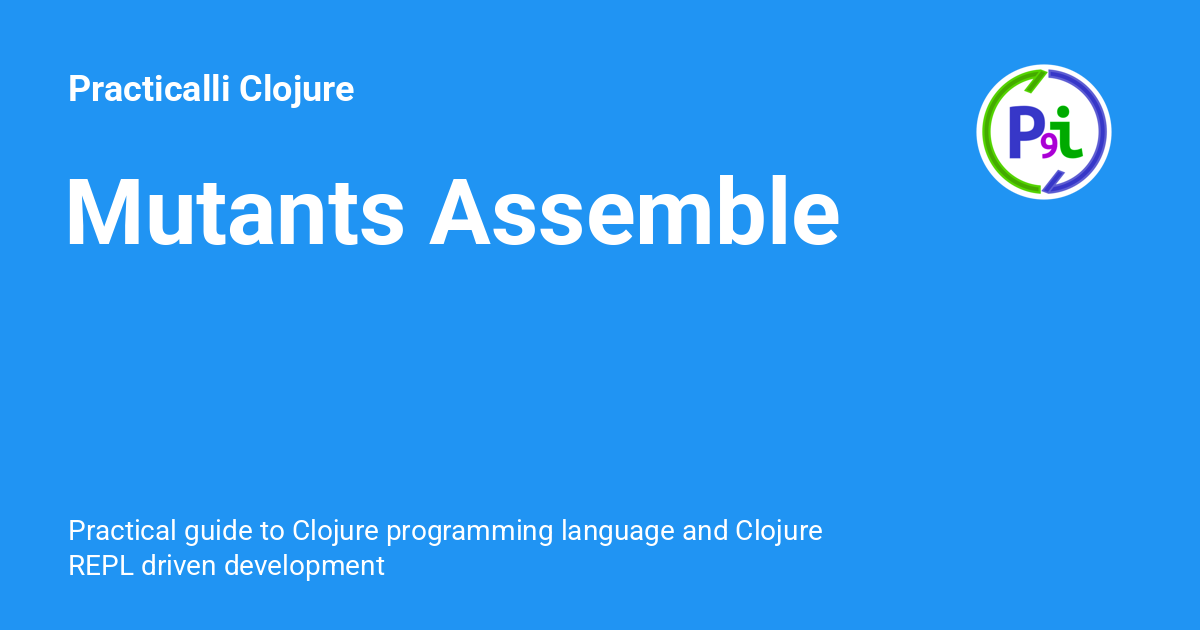 Practicalli Clojure
P9i
Mutants Assemble
Practical guide to Clojure programming language and Clojure
REPL driven development